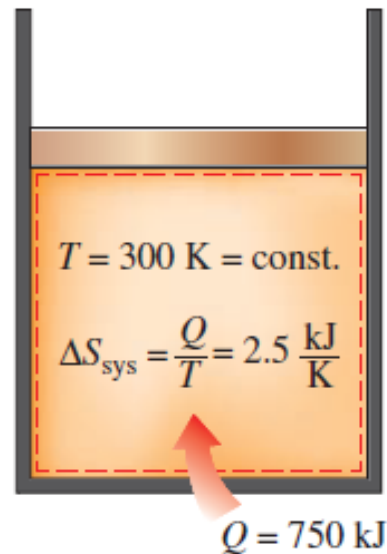 T = 300 K = const.
ΔS_sys = Q/T = 2.5 kJ/K
Q = 750 kJ